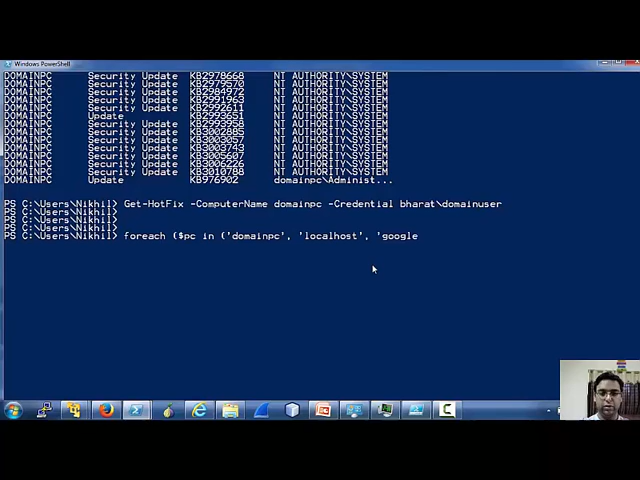 Windows PowerShell
DOMAINPC Security Update KB2978668 NT AUTHORITY\SYSTEM
DOMAINPC Security Update KB2979570 NT AUTHORITY\SYSTEM
DOMAINPC Security Update KB2984972 NT AUTHORITY\SYSTEM
DOMAINPC Security Update KB2991963 NT AUTHORITY\SYSTEM
DOMAINPC Security Update KB2992611 NT AUTHORITY\SYSTEM
DOMAINPC Update KB2993651 NT AUTHORITY\SYSTEM
DOMAINPC Security Update KB2993958 NT AUTHORITY\SYSTEM
DOMAINPC Security Update KB3002885 NT AUTHORITY\SYSTEM
DOMAINPC Security Update KB3003057 NT AUTHORITY\SYSTEM
DOMAINPC Security Update KB3003743 NT AUTHORITY\SYSTEM
DOMAINPC Security Update KB3005607 NT AUTHORITY\SYSTEM
DOMAINPC Security Update KB3006226 NT AUTHORITY\SYSTEM
DOMAINPC Security Update KB3010788 NT AUTHORITY\SYSTEM
DOMAINPC Update KB976902 domainpc\Administ...
PS C:\Users\Nikhil> Get-HotFix -ComputerName domainpc -Credential bharat\domainuser
PS C:\Users\Nikhil>
PS C:\Users\Nikhil>
PS C:\Users\Nikhil>
PS C:\Users\Nikhil> foreach ($pc in ('domainpc', 'localhost', 'google